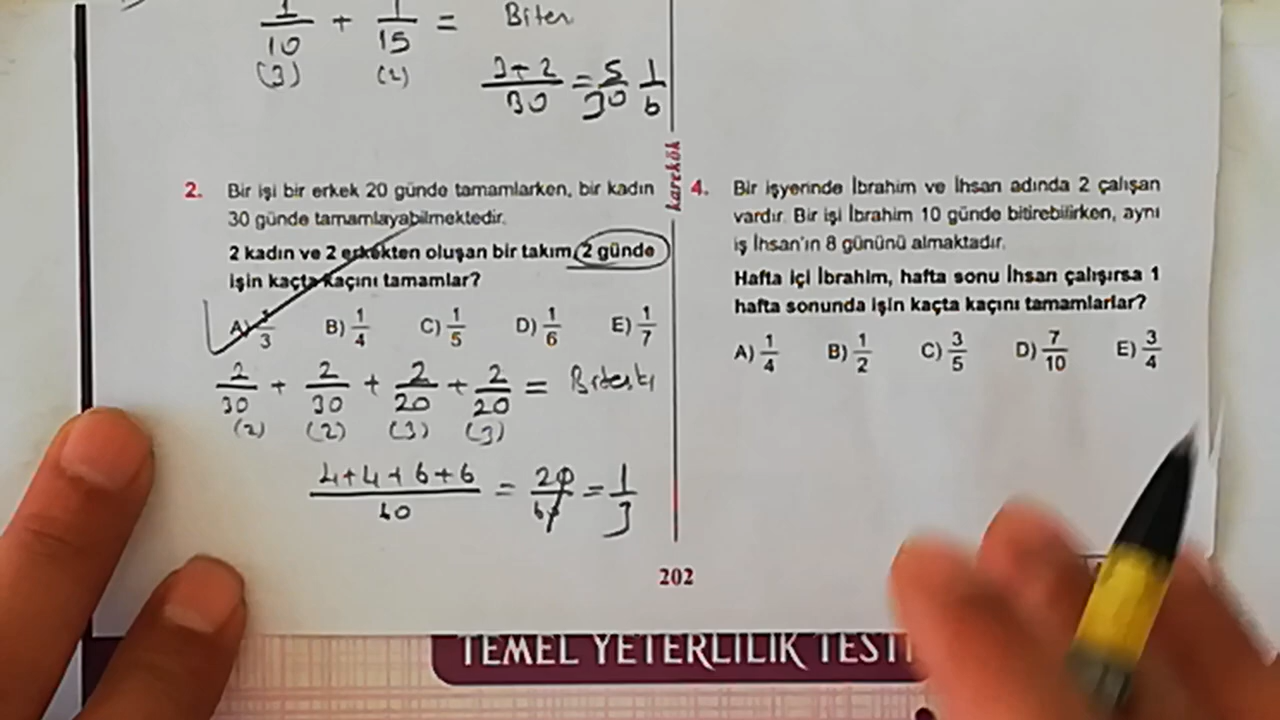 1/10 + 1/15 = Biter
(3) (2)
3+2/30 = 5/30 1/6
2. Bir işi bir erkek 20 günde tamamlarken, bir kadın
30 günde tamamlayabilmektedir.
2 kadın ve 2 erkekten oluşan bir takım 2 günde
işin kaçta kaçını tamamlar?
A) 1/3 B) 1/4 C) 1/5 D) 1/6 E) 1/7
2/30 + 2/30 + 2/20 + 2/20 =
(2) (2) (3) (3)
4+4+6+6/60 = 20/60 = 1/3
karekök
4. Bir işyerinde İbrahim ve İhsan adında 2 çalışan
vardır. Bir işi İbrahim 10 günde bitirebilirken, aynı
iş İhsan'ın 8 gününü almaktadır.
Hafta içi İbrahim, hafta sonu İhsan çalışırsa 1
hafta sonunda işin kaçta kaçını tamamlarlar?
A) 1/4 B) 1/2 C) 3/5 D) 7/10 E) 3/4
202
TEMEL YETERLİLİK TESTİ